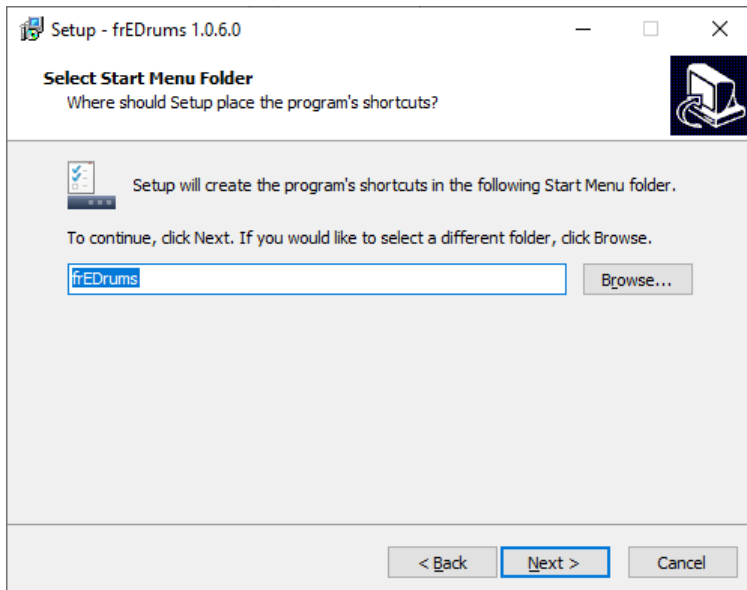 Setup - frEDrums 1.0.6.0
Select Start Menu Folder
Where should Setup place the program's shortcuts?
Setup will create the program's shortcuts in the following Start Menu folder.
To continue, click Next. If you would like to select a different folder, click Browse.
frEDrums
Browse...
< Back
Next >
Cancel